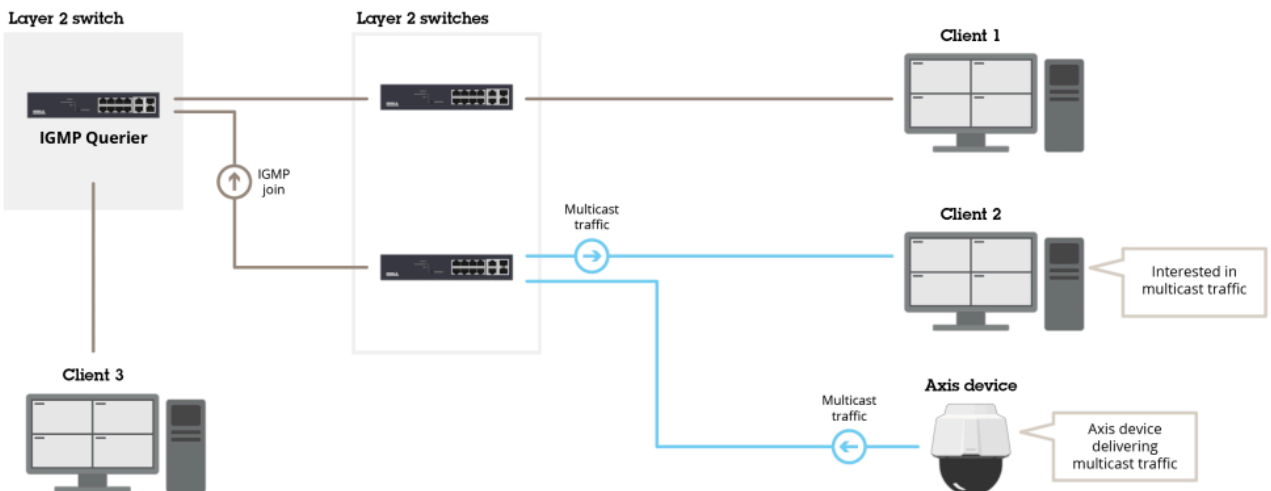 Layer 2 switch
Layer 2 switches
Client 1
IGMP Querier
IGMP
join
Multicast
traffic
Client 2
Interested in
multicast traffic
Client 3
Multicast
traffic
Axis device
Axis device
delivering
multicast traffic